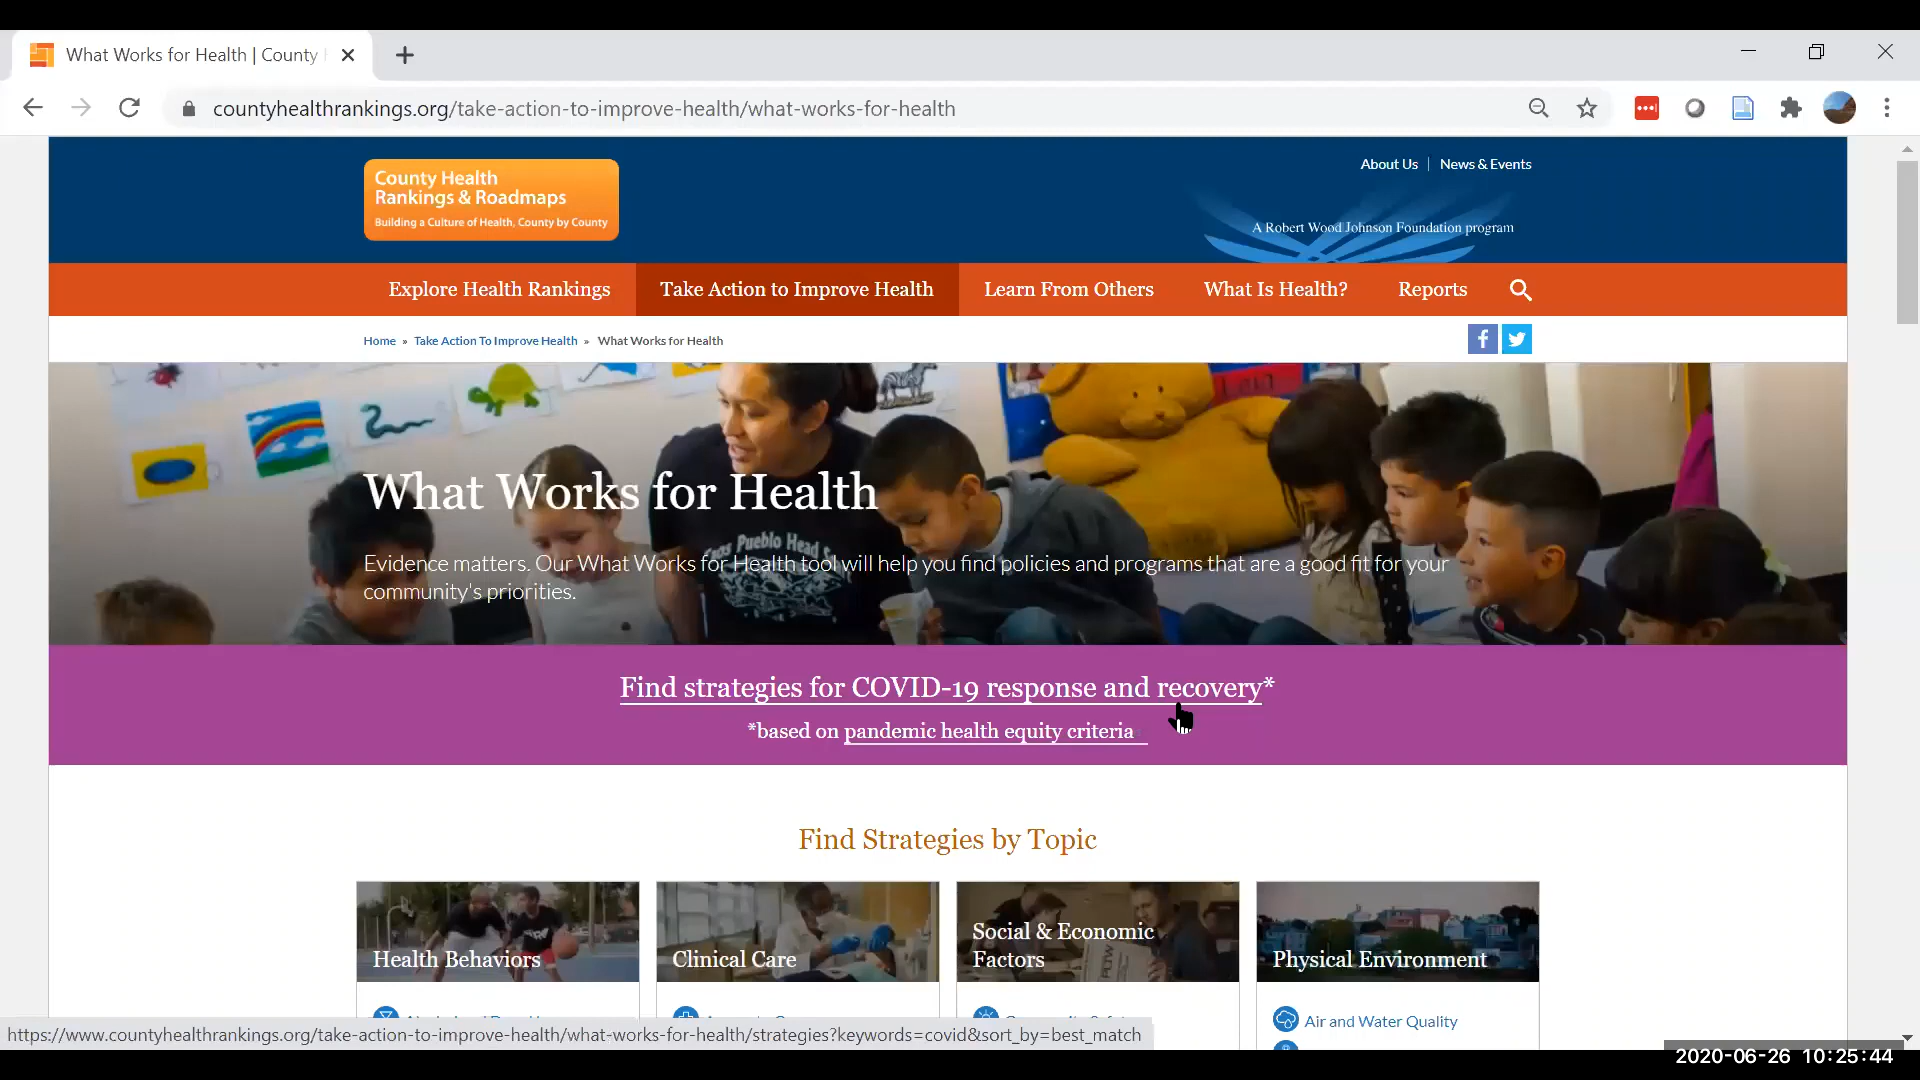 What Works for Health | County
countyhealthrankings.org/take-action-to-improve-health/what-works-for-health
County Health
Rankings & Roadmaps
Building a Culture of Health, County by County
About Us | News & Events
A Robert Wood Johnson Foundation program
Explore Health Rankings Take Action to Improve Health Learn From Others What Is Health? Reports
Home » Take Action To Improve Health » What Works for Health
What Works for Health
Pueblo Head
Evidence matters. Our What Works for Health tool will help you find policies and programs that are a good fit for your
community's priorities.
Find strategies for COVID-19 response and recovery*
*based on pandemic health equity criteria
Find Strategies by Topic
Health Behaviors
Clinical Care
Social & Economic
Factors
Physical Environment
Air and Water Quality
https://www.countyhealthrankings.org/take-action-to-improve-health/what-works-for-health/strategies?keywords=covid&sort_by=best_match
2020-06-26 10:25:44